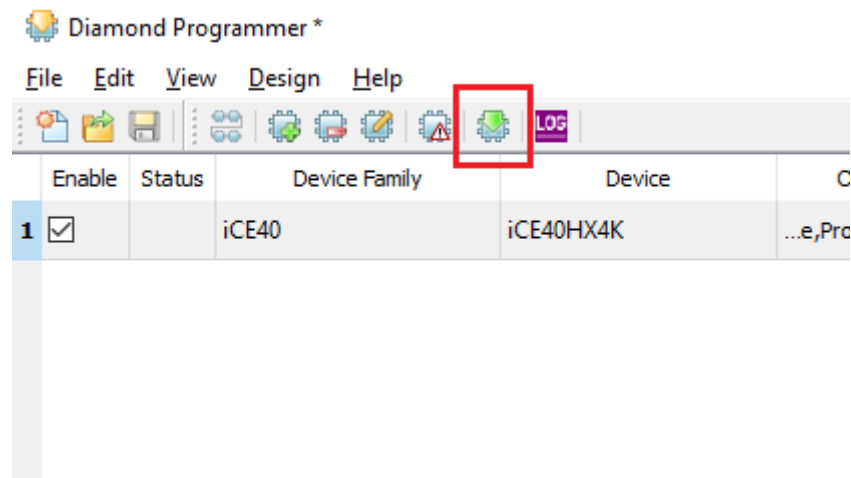 Diamond Programmer *
File Edit View Design Help
LOG
Enable Status Device Family Device
1 iCE40 iCE40HX4K ...e,Pro